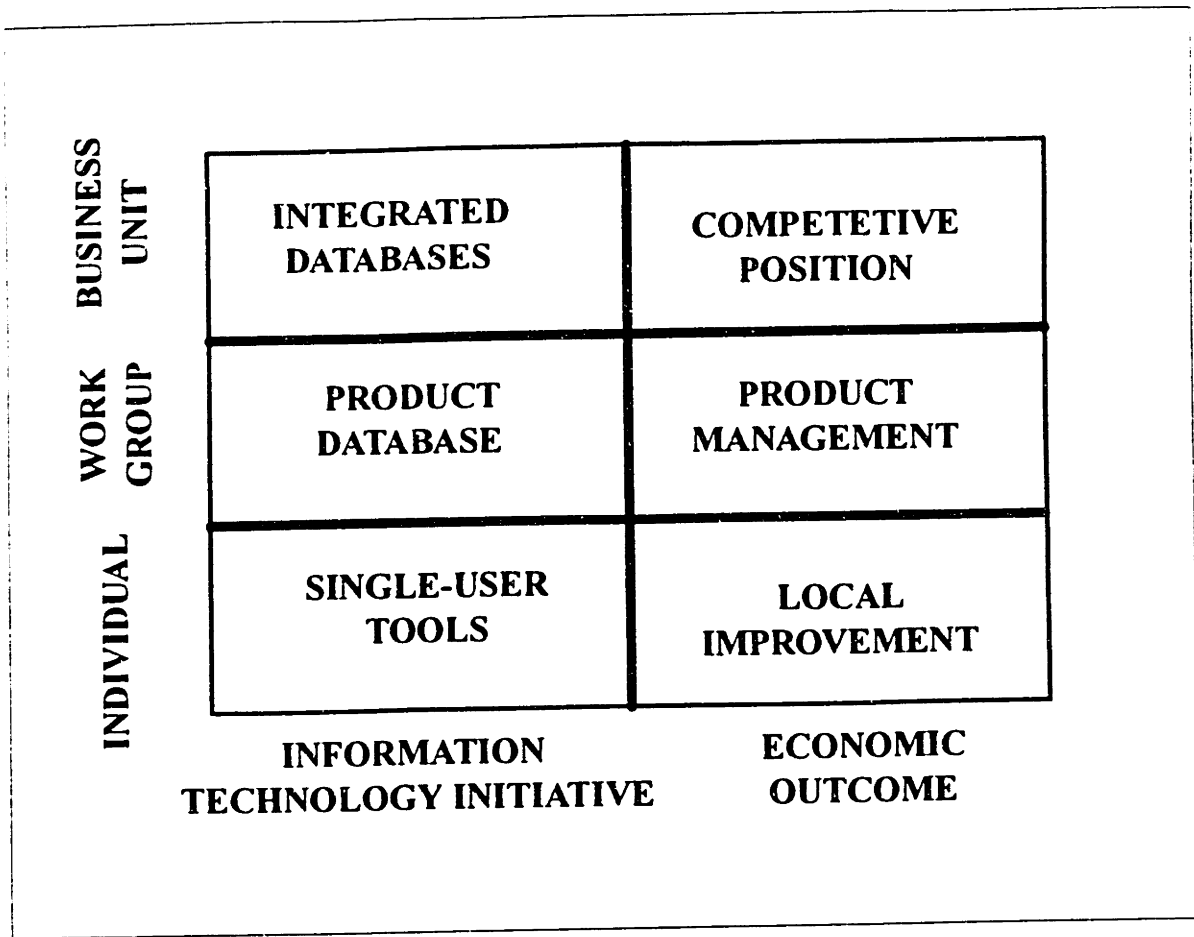 BUSINESS
UNIT
INTEGRATED
DATABASES
COMPETETIVE
POSITION
WORK
GROUP
PRODUCT
DATABASE
PRODUCT
MANAGEMENT
INDIVIDUAL
SINGLE-USER
TOOLS
LOCAL
IMPROVEMENT
INFORMATION
TECHNOLOGY INITIATIVE
ECONOMIC
OUTCOME